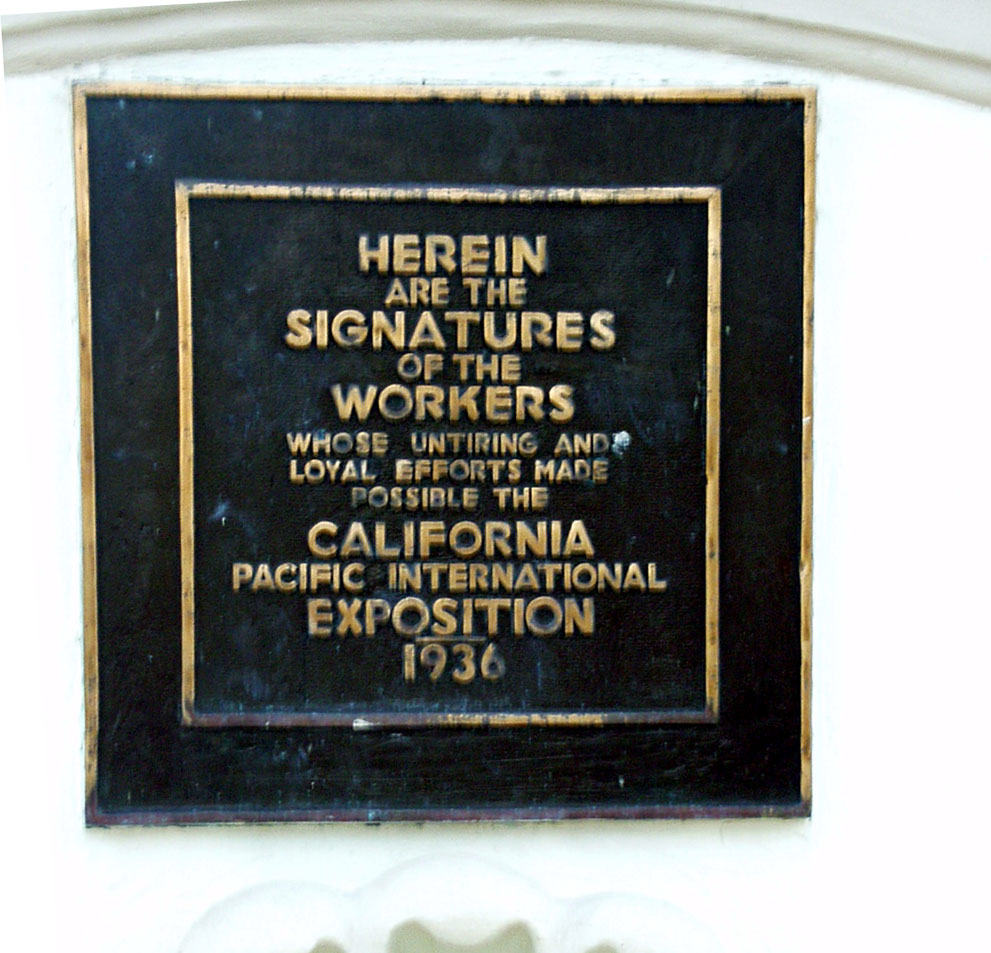 HEREIN
ARE THE
SIGNATURES
OF THE
WORKERS
WHOSE UNTIRING AND
LOYAL EFFORTS MADE
POSSIBLE THE
CALIFORNIA
PACIFIC INTERNATIONAL
EXPOSITION
1936